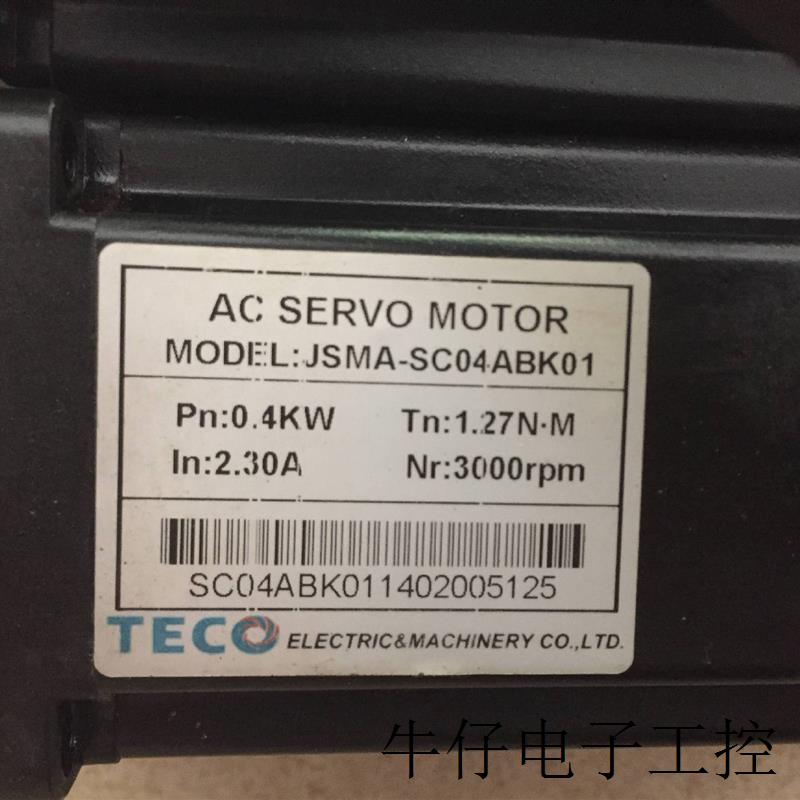 AC SERVO MOTOR
MODEL:JSMA-SC04ABK01
Pn:0.4KW Tn:1.27N·M
In:2.30A Nr:3000rpm
SC04ABK011402005125
TECO ELECTRIC&MACHINERY CO.,LTD.
牛仔电子工控